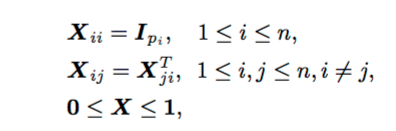 X_{ii} = I_{p_i}, 1 ≤ i ≤ n,
X_{ij} = X_{ji}^T, 1 ≤ i, j ≤ n, i ≠ j,
0 ≤ X ≤ 1,